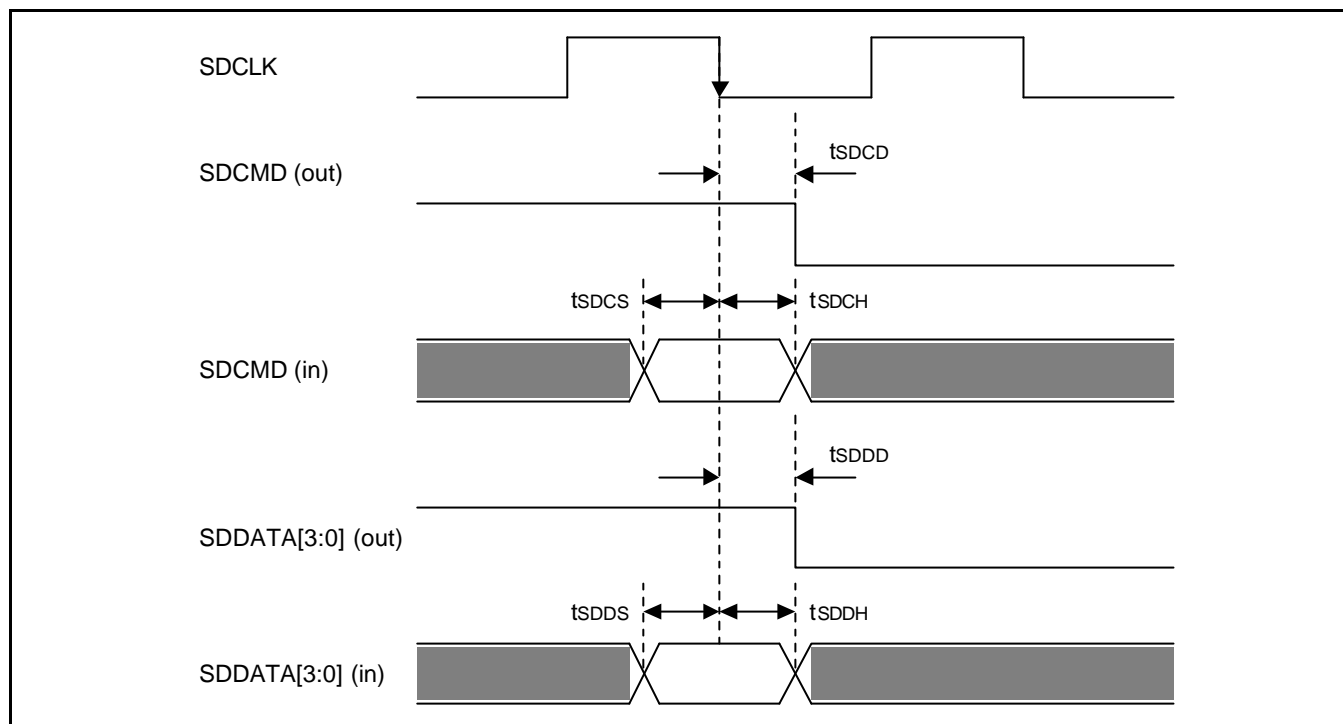 SDCLK
tSDCD
SDCMD (out)
tSDCS
tSDCH
SDCMD (in)
tSDDD
SDDATA[3:0] (out)
tSDDS
tSDDH
SDDATA[3:0] (in)